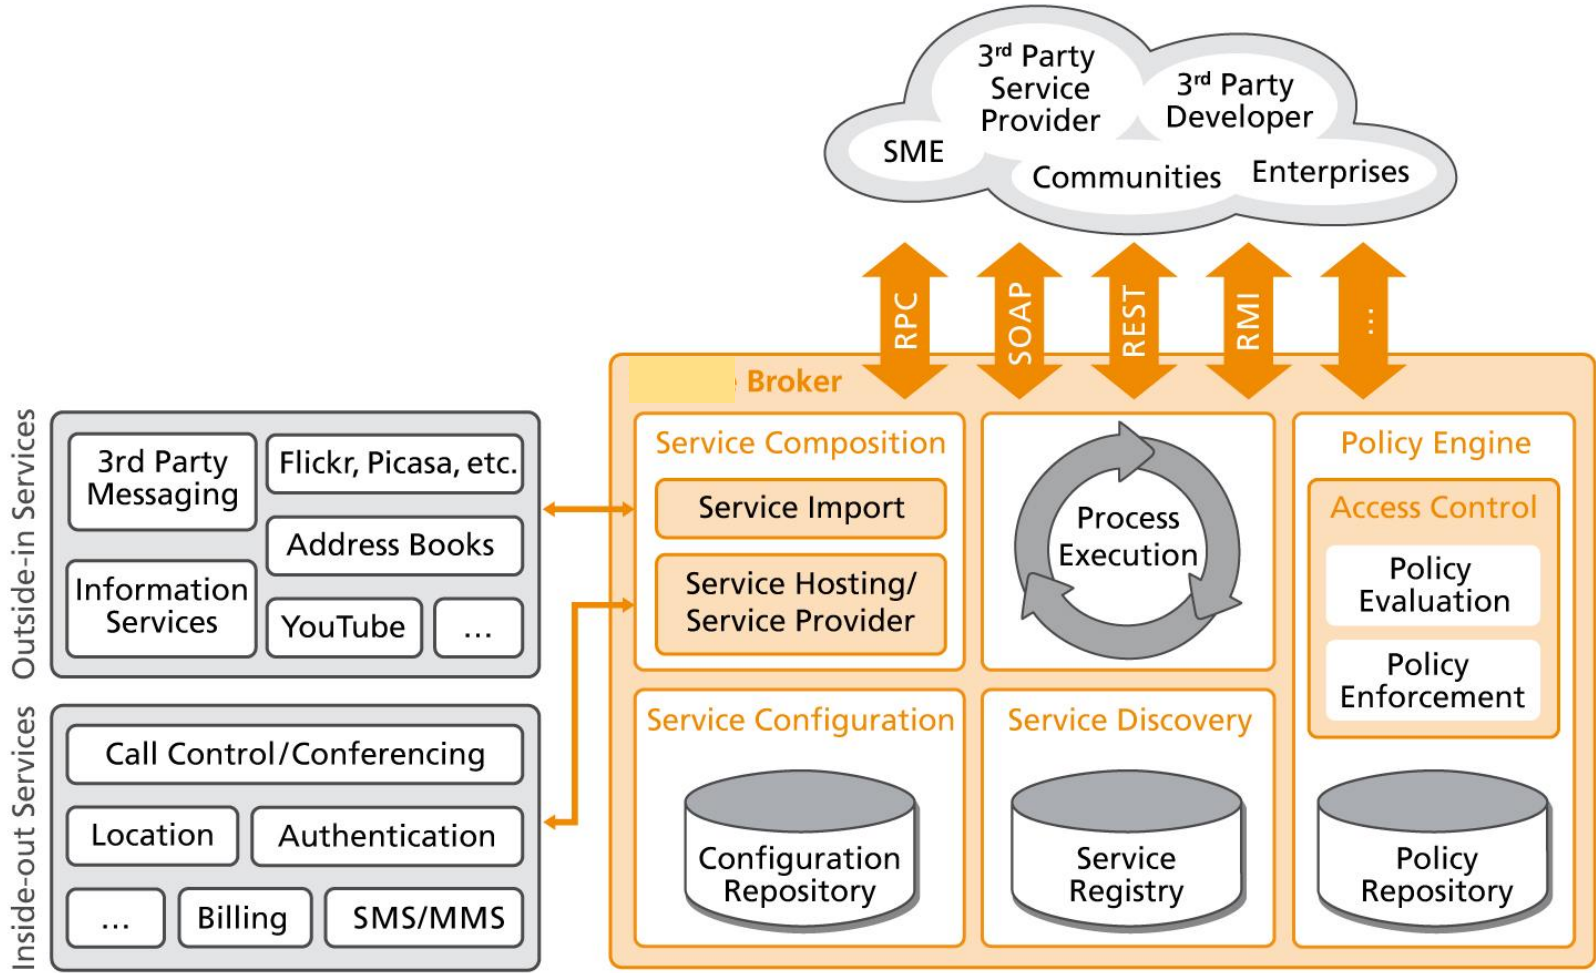 3rd Party
Service
Provider
3rd Party
Developer
SME
Communities
Enterprises
RPC
SOAP
REST
RMI
...
Broker
Outside-in Services
3rd Party
Messaging
Flickr, Picasa, etc.
Address Books
Information
Services
YouTube
...
Inside-out Services
Call Control/Conferencing
Location
Authentication
...
Billing
SMS/MMS
Service Composition
Service Import
Service Hosting/
Service Provider
Process
Execution
Policy Engine
Access Control
Policy
Evaluation
Policy
Enforcement
Service Configuration
Configuration
Repository
Service Discovery
Service
Registry
Policy
Repository